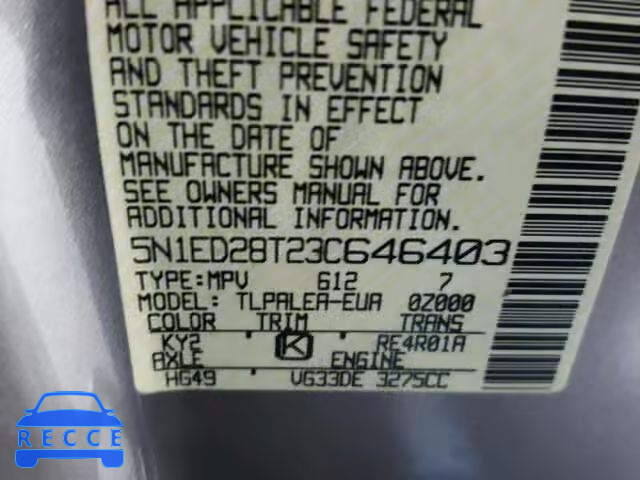 ALL APPLICABLE FEDERAL
MOTOR VEHICLE SAFETY
AND THEFT PREVENTION
STANDARDS IN EFFECT
ON THE DATE OF
MANUFACTURE SHOWN ABOVE.
SEE OWNERS MANUAL FOR
ADDITIONAL INFORMATION.
5N1ED28T23C646403
TYPE:MPV 612 7
MODEL: TLPALEA-EUA 0Z000
COLOR TRIM TRANS
KY2 K RE4R01A
AXLE ENGINE
HG49 VG33DE 3275CC
RECCE